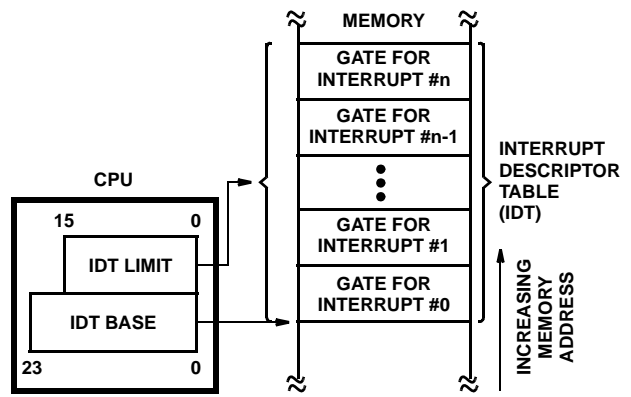 MEMORY
GATE FOR
INTERRUPT #n
GATE FOR
INTERRUPT #n-1
GATE FOR
INTERRUPT #1
GATE FOR
INTERRUPT #0
INTERRUPT
DESCRIPTOR
TABLE
(IDT)
CPU
15 0
IDT LIMIT
IDT BASE
23 0
INCREASING
MEMORY
ADDRESS